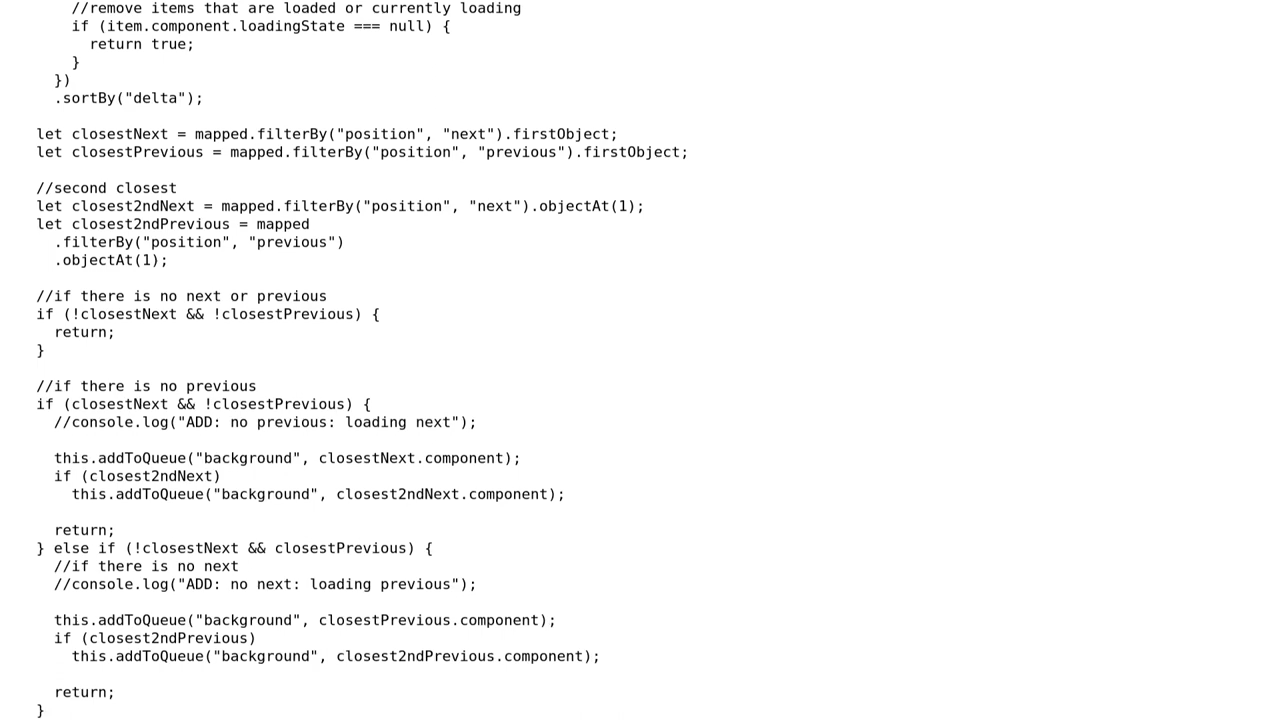 //remove items that are loaded or currently loading
if (item.component.loadingState === null) {
return true;
}
})
.sortBy("delta");
let closestNext = mapped.filterBy("position", "next").firstObject;
let closestPrevious = mapped.filterBy("position", "previous").firstObject;
//second closest
let closest2ndNext = mapped.filterBy("position", "next").objectAt(1);
let closest2ndPrevious = mapped
.filterBy("position", "previous")
.objectAt(1);
//if there is no next or previous
if (!closestNext && !closestPrevious) {
return;
}
//if there is no previous
if (closestNext && !closestPrevious) {
//console.log("ADD: no previous: loading next");
this.addToQueue("background", closestNext.component);
if (closest2ndNext)
this.addToQueue("background", closest2ndNext.component);
return;
} else if (!closestNext && closestPrevious) {
//if there is no next
//console.log("ADD: no next: loading previous");
this.addToQueue("background", closestPrevious.component);
if (closest2ndPrevious)
this.addToQueue("background", closest2ndPrevious.component);
return;
}